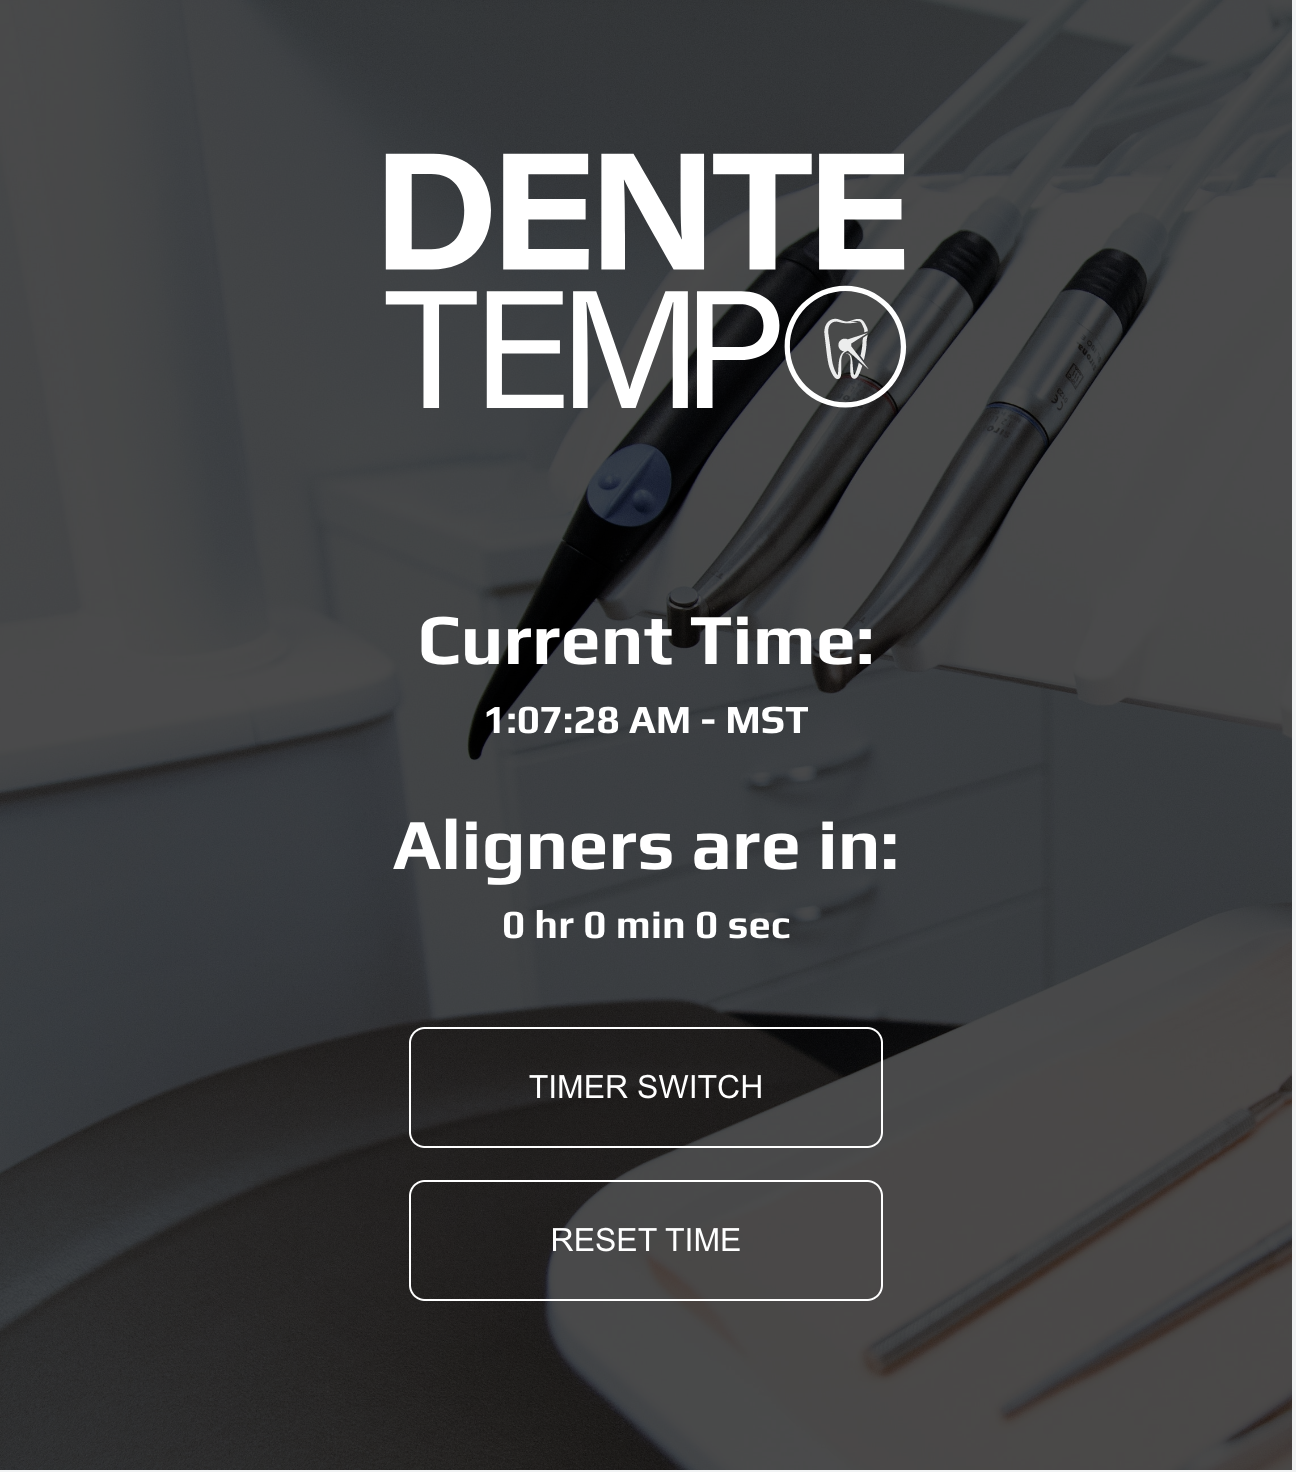 DENTE
TEMPO
Current Time:
1:07:28 AM - MST
Aligners are in:
0 hr 0 min 0 sec
TIMER SWITCH
RESET TIME